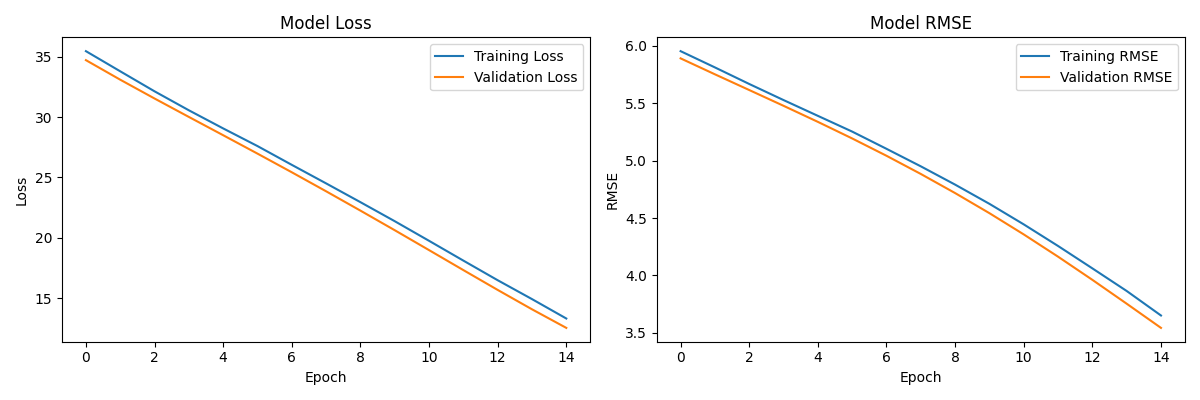 Model Loss
35
30
25
20
15
Loss
Training Loss
Validation Loss
0 2 4 6 8 10 12 14
Epoch
Model RMSE
6.0
5.5
5.0
4.5
4.0
3.5
RMSE
Training RMSE
Validation RMSE
0 2 4 6 8 10 12 14
Epoch